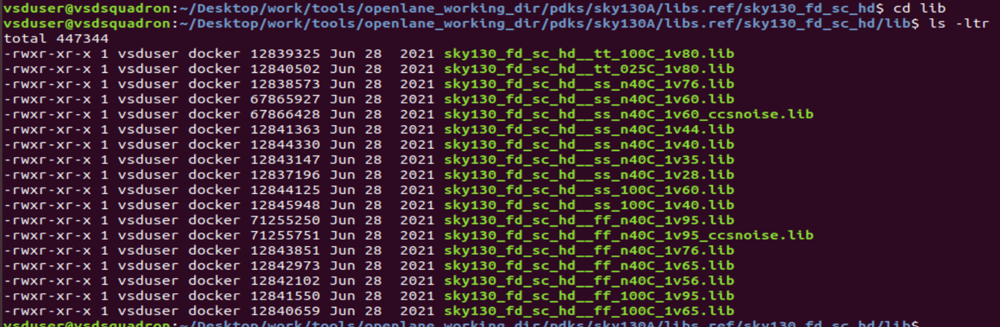 vsduser@vsdsquadron:~/Desktop/work/tools/openlane_working_dir/pdks/sky130A/libs.ref/sky130_fd_sc_hd$ cd lib
vsduser@vsdsquadron:~/Desktop/work/tools/openlane_working_dir/pdks/sky130A/libs.ref/sky130_fd_sc_hd/lib$ ls -ltr
total 447344
-rwxr-xr-x 1 vsduser docker 12839325 Jun 28  2021 sky130_fd_sc_hd__tt_100C_1v80.lib
-rwxr-xr-x 1 vsduser docker 12840502 Jun 28  2021 sky130_fd_sc_hd__tt_025C_1v80.lib
-rwxr-xr-x 1 vsduser docker 12838573 Jun 28  2021 sky130_fd_sc_hd__ss_n40C_1v76.lib
-rwxr-xr-x 1 vsduser docker 67865927 Jun 28  2021 sky130_fd_sc_hd__ss_n40C_1v60.lib
-rwxr-xr-x 1 vsduser docker 67866428 Jun 28  2021 sky130_fd_sc_hd__ss_n40C_1v60_ccsnoise.lib
-rwxr-xr-x 1 vsduser docker 12841363 Jun 28  2021 sky130_fd_sc_hd__ss_n40C_1v44.lib
-rwxr-xr-x 1 vsduser docker 12844330 Jun 28  2021 sky130_fd_sc_hd__ss_n40C_1v40.lib
-rwxr-xr-x 1 vsduser docker 12843147 Jun 28  2021 sky130_fd_sc_hd__ss_n40C_1v35.lib
-rwxr-xr-x 1 vsduser docker 12837196 Jun 28  2021 sky130_fd_sc_hd__ss_n40C_1v28.lib
-rwxr-xr-x 1 vsduser docker 12844125 Jun 28  2021 sky130_fd_sc_hd__ss_100C_1v60.lib
-rwxr-xr-x 1 vsduser docker 12845948 Jun 28  2021 sky130_fd_sc_hd__ss_100C_1v40.lib
-rwxr-xr-x 1 vsduser docker 71255250 Jun 28  2021 sky130_fd_sc_hd__ff_n40C_1v95.lib
-rwxr-xr-x 1 vsduser docker 71255751 Jun 28  2021 sky130_fd_sc_hd__ff_n40C_1v95_ccsnoise.lib
-rwxr-xr-x 1 vsduser docker 12843851 Jun 28  2021 sky130_fd_sc_hd__ff_n40C_1v76.lib
-rwxr-xr-x 1 vsduser docker 12842973 Jun 28  2021 sky130_fd_sc_hd__ff_n40C_1v65.lib
-rwxr-xr-x 1 vsduser docker 12842102 Jun 28  2021 sky130_fd_sc_hd__ff_n40C_1v56.lib
-rwxr-xr-x 1 vsduser docker 12841550 Jun 28  2021 sky130_fd_sc_hd__ff_100C_1v95.lib
-rwxr-xr-x 1 vsduser docker 12840659 Jun 28  2021 sky130_fd_sc_hd__ff_100C_1v65.lib
vsduser@vsdsquadron:~/Desktop/work/tools/openlane_working_dir/pdks/sky130A/libs.ref/sky130_fd_sc_hd/lib$